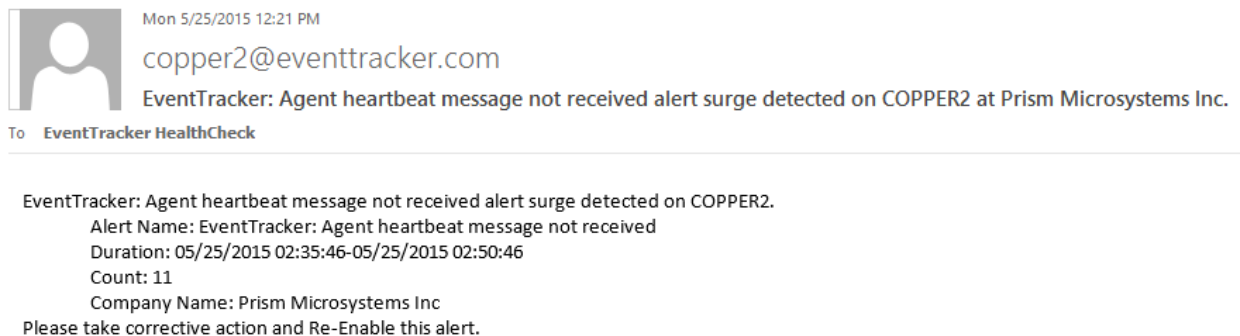 Mon 5/25/2015 12:21 PM
copper2@eventtracker.com
EventTracker: Agent heartbeat message not received alert surge detected on COPPER2 at Prism Microsystems Inc.
To EventTracker HealthCheck
EventTracker: Agent heartbeat message not received alert surge detected on COPPER2.
Alert Name: EventTracker: Agent heartbeat message not received
Duration: 05/25/2015 02:35:46-05/25/2015 02:50:46
Count: 11
Company Name: Prism Microsystems Inc
Please take corrective action and Re-Enable this alert.